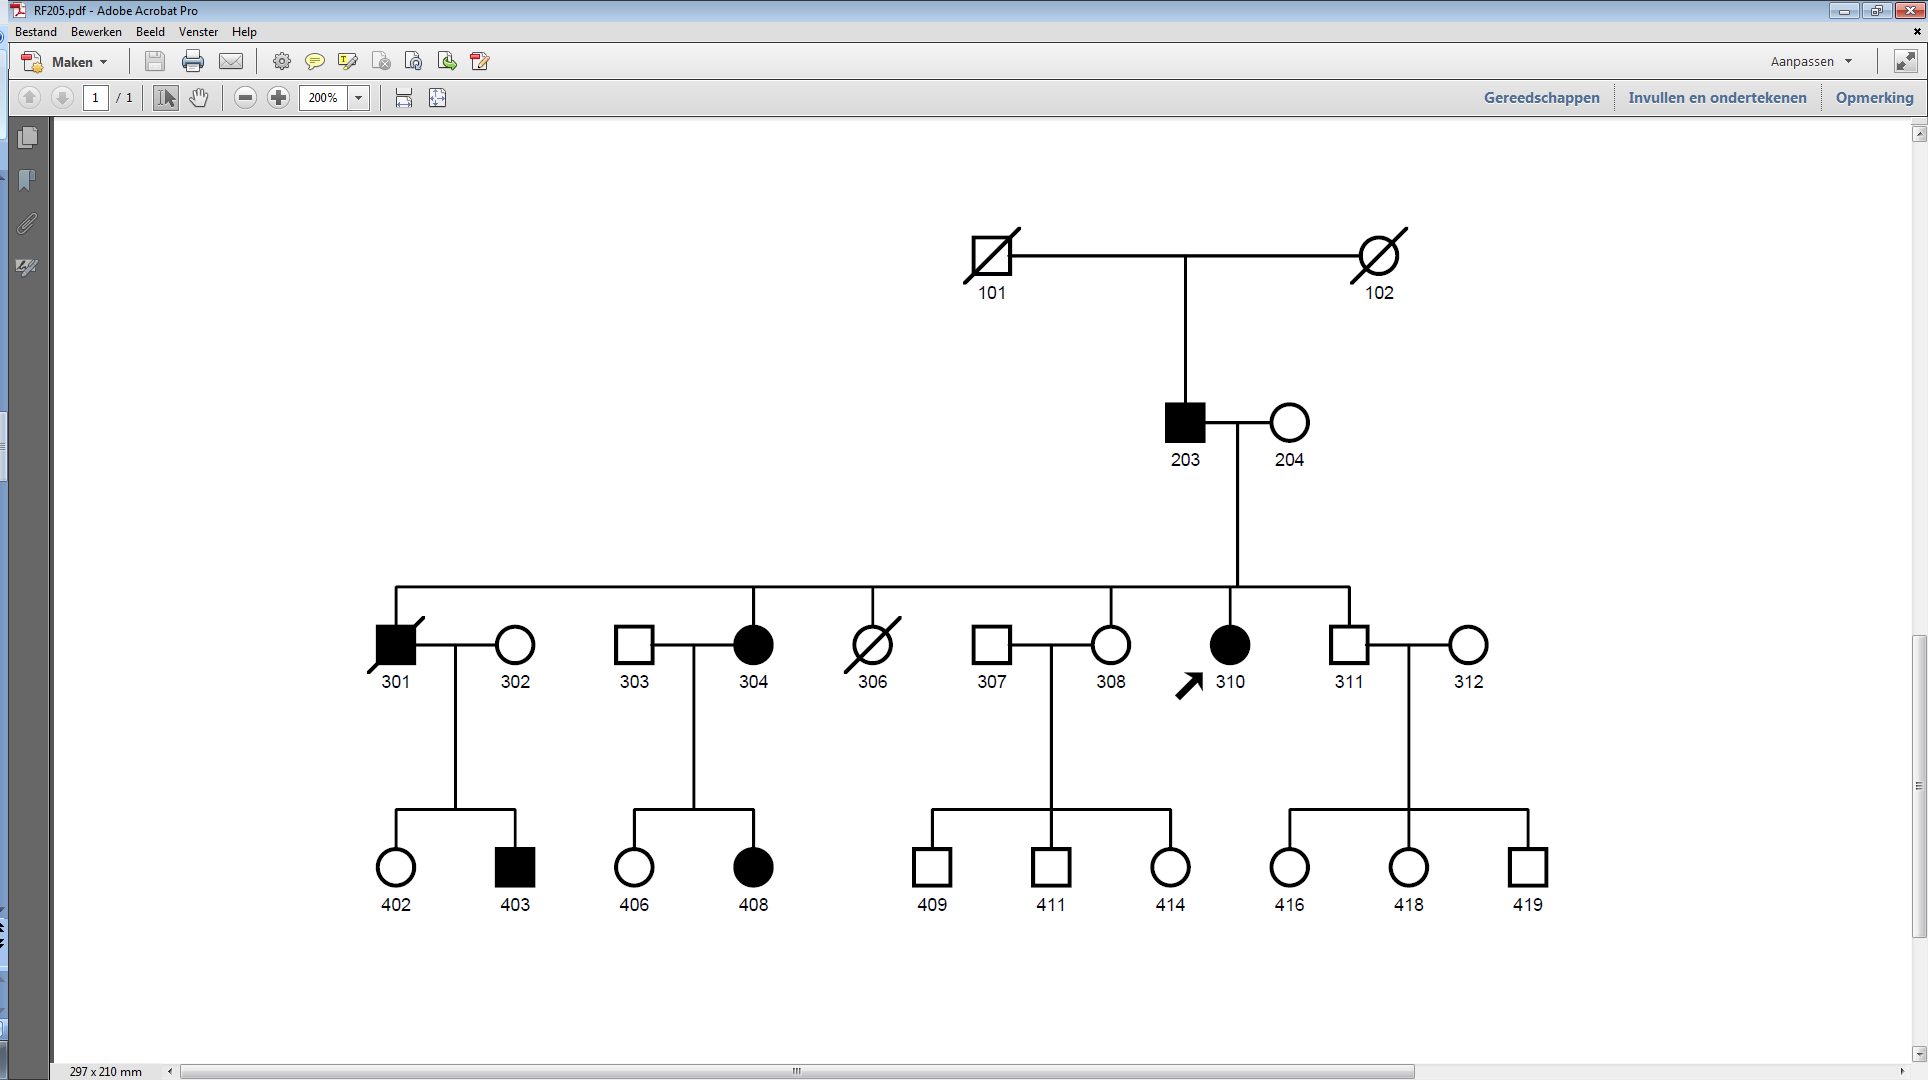 RF205.pdf - Adobe Acrobat Pro
Bestand Bewerken Beeld Venster Help
Maken Aanpassen
1 / 1 200% Gereedschappen Invullen en ondertekenen Opmerking
101 102
203 204
301 302 303 304 306 307 308 310 311 312
402 403 406 408 409 411 414 416 418 419
297 x 210 mm